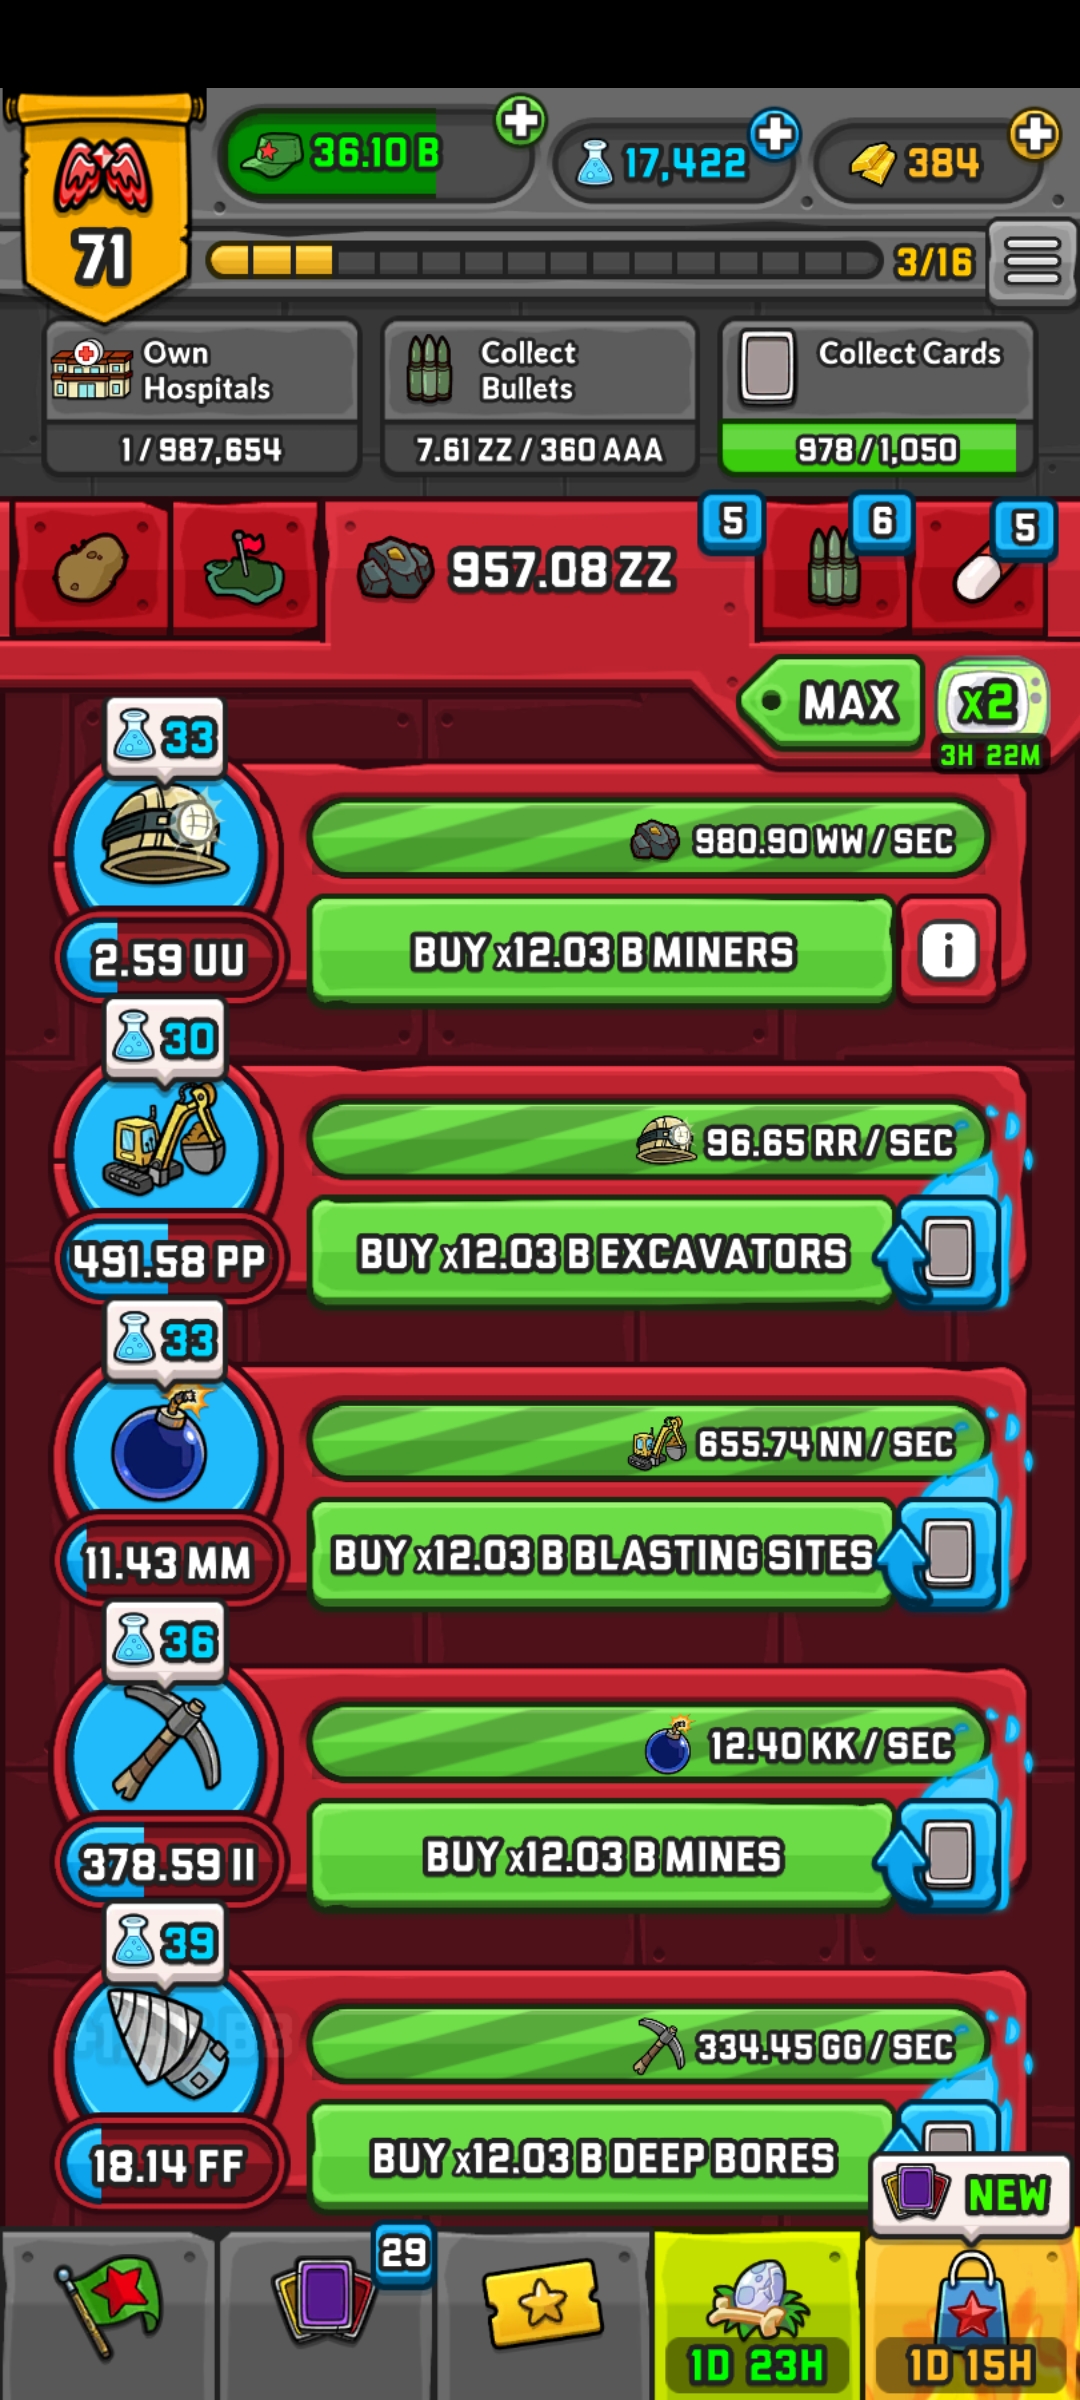 71
36.10 B
17,422
384
3/16
Own
Hospitals
1/987,654
Collect
Bullets
7.61 ZZ / 360 AAA
Collect Cards
978/1,050
957.08 ZZ
5
6
5
MAX
x2
3H 22M
33
980.90 WW / SEC
BUY x12.03 B MINERS
i
2.59 UU
30
96.65 RR / SEC
BUY x12.03 B EXCAVATORS
491.58 PP
33
655.74 NN / SEC
BUY x12.03 B BLASTING SITES
11.43 MM
36
12.40 KK / SEC
BUY x12.03 B MINES
378.59 II
39
334.45 GG / SEC
BUY x12.03 B DEEP BORES
18.14 FF
NEW
29
1D 23H
1D 15H